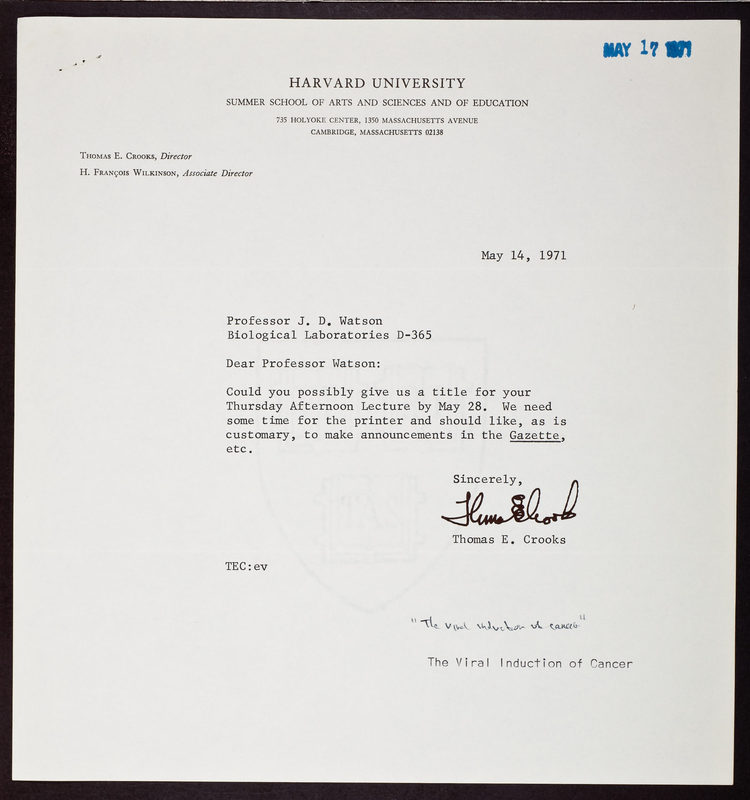 MAY 17 1971
HARVARD UNIVERSITY
SUMMER SCHOOL OF ARTS AND SCIENCES AND OF EDUCATION
735 HOLYOKE CENTER, 1350 MASSACHUSETTS AVENUE
CAMBRIDGE, MASSACHUSETTS 02138
THOMAS E. CROOKS, Director
H. FRANÇOIS WILKINSON, Associate Director
May 14, 1971
Professor J. D. Watson
Biological Laboratories D-365
Dear Professor Watson:
Could you possibly give us a title for your
Thursday Afternoon Lecture by May 28. We need
some time for the printer and should like, as is
customary, to make announcements in the Gazette,
etc.
Sincerely,
Thomas E Crooks
Thomas E. Crooks
TEC:ev
"The viral induction of cancer"
The Viral Induction of Cancer